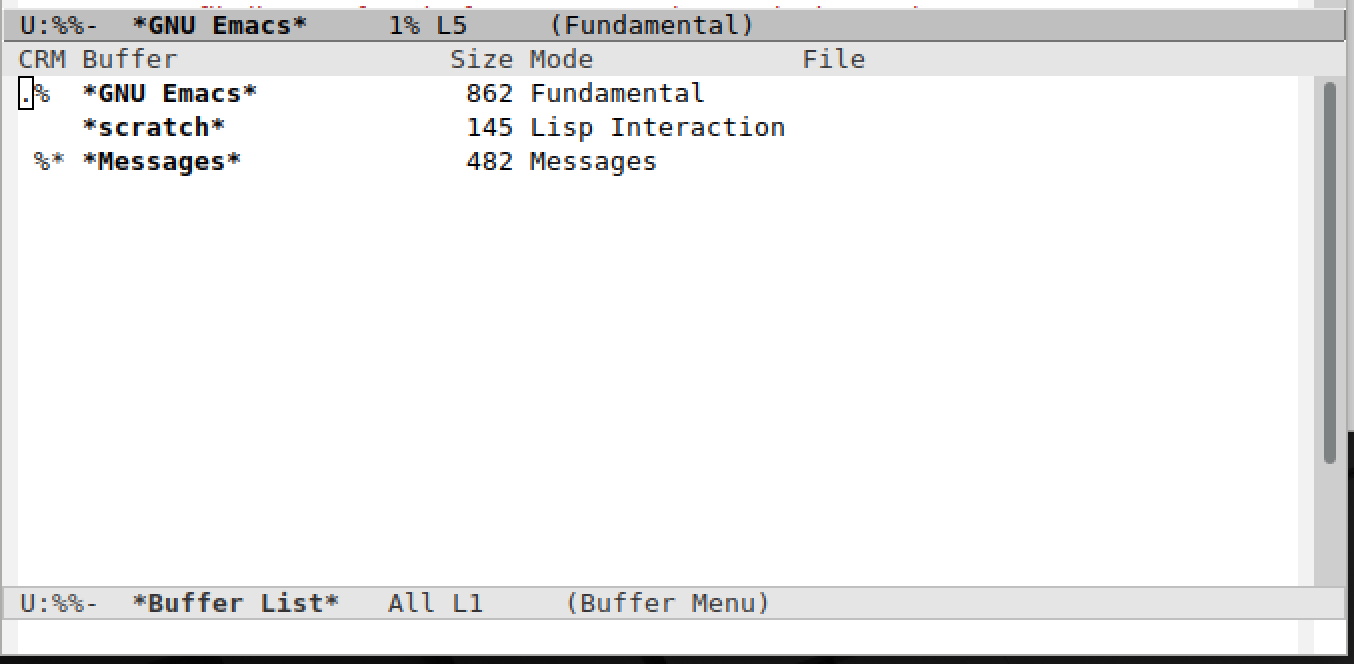 U:%%-  *GNU Emacs*     1% L5     (Fundamental)
CRM Buffer                 Size Mode             File
.%  *GNU Emacs*             862 Fundamental
    *scratch*               145 Lisp Interaction
 %* *Messages*              482 Messages
U:%%-  *Buffer List*   All L1     (Buffer Menu)